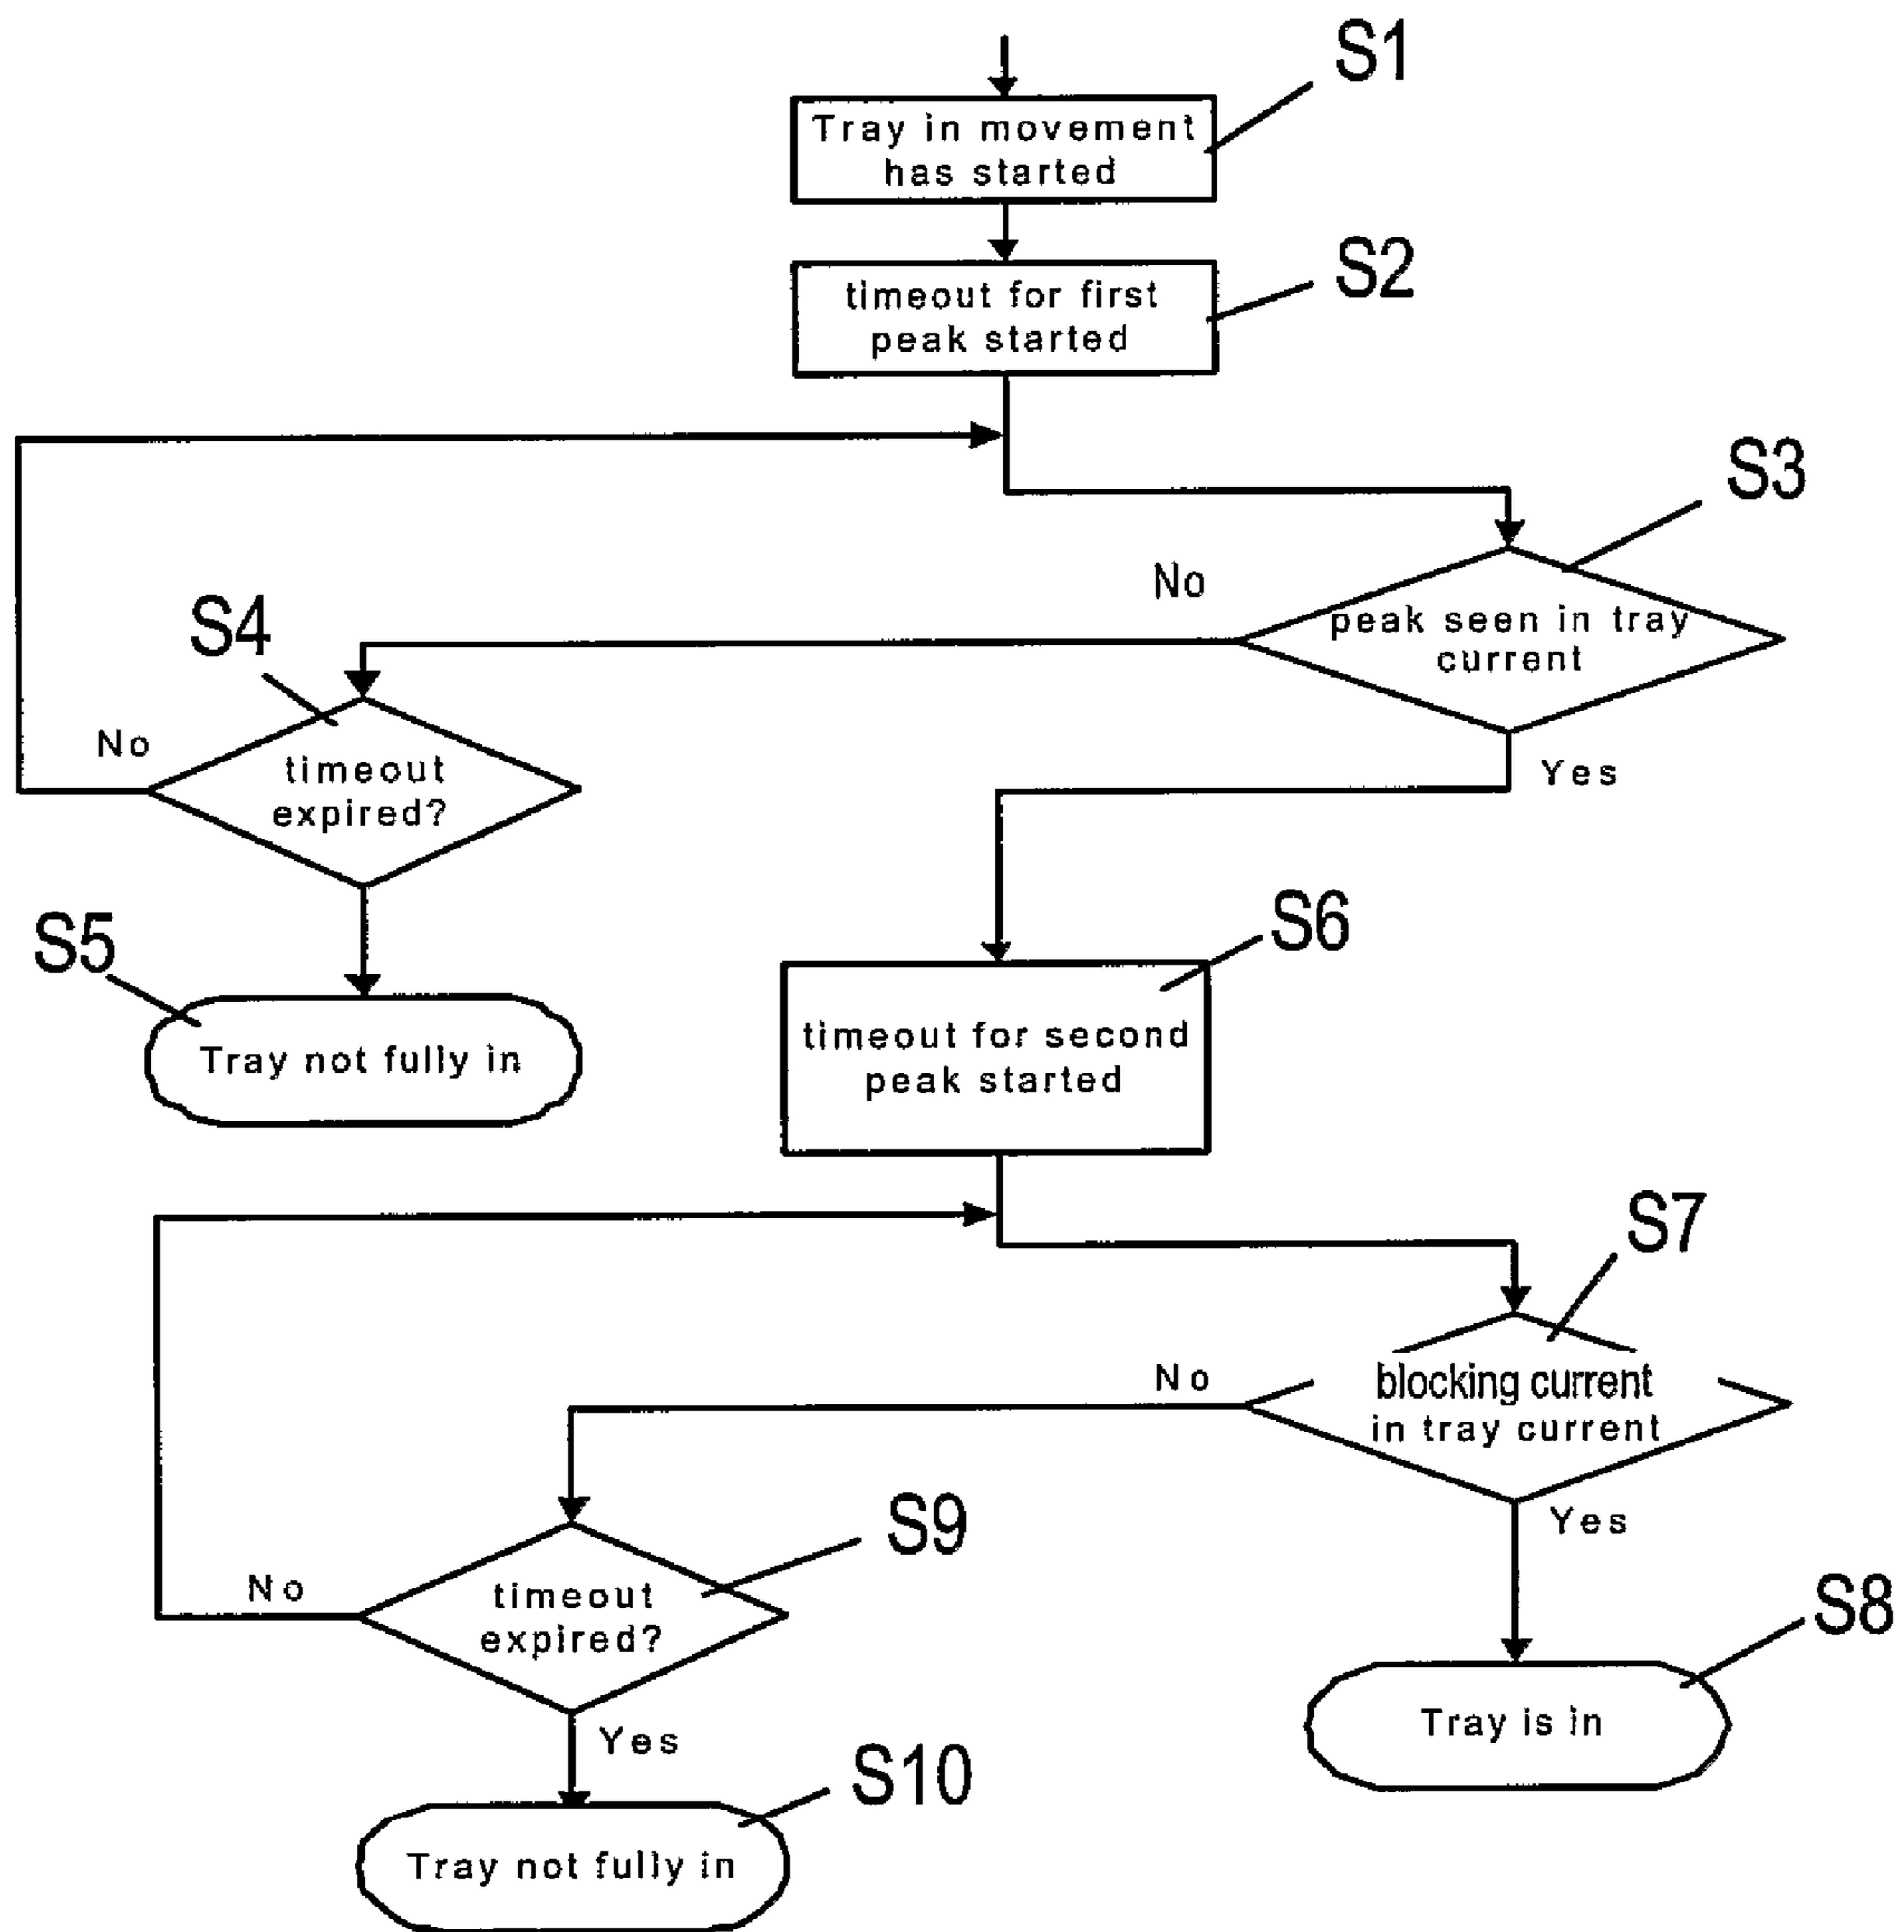 S1
Tray in movement
has started
S2
timeout for first
peak started
S3
No
peak seen in tray
current
S4
No
timeout
expired?
Yes
S5
Tray not fully in
S6
timeout for second
peak started
S7
No
blocking current
in tray current
Yes
S9
No
timeout
expired?
S8
Tray is in
Yes
S10
Tray not fully in